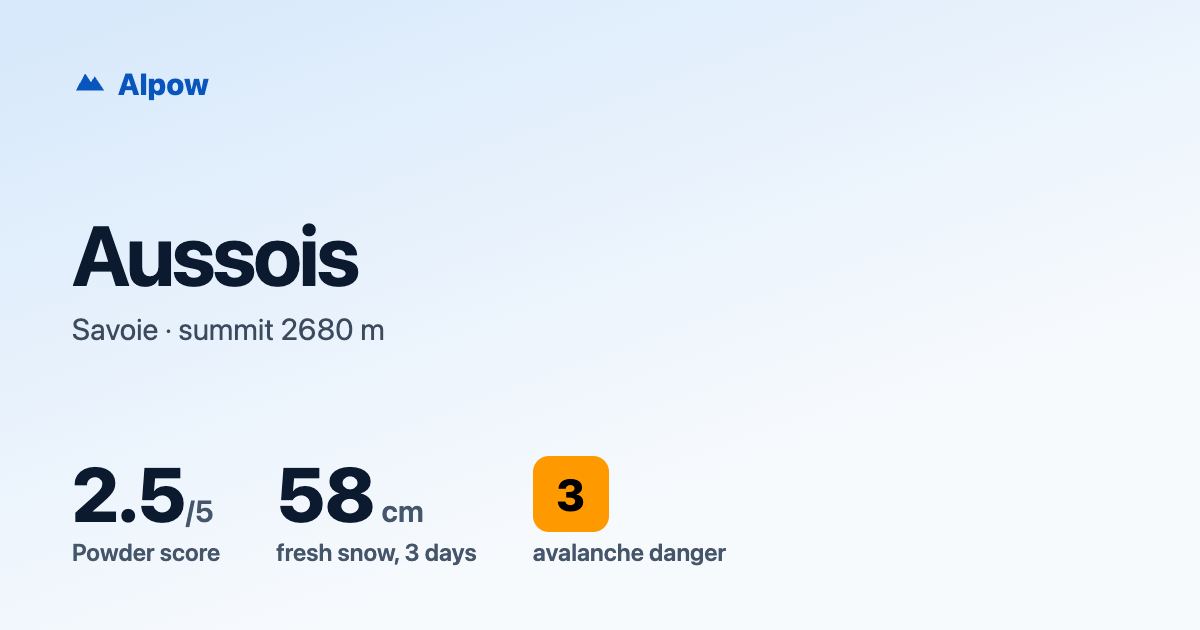 Alpow
Aussois
Savoie · summit 2680 m
2.5/5
Powder score
58 cm
fresh snow, 3 days
3
avalanche danger